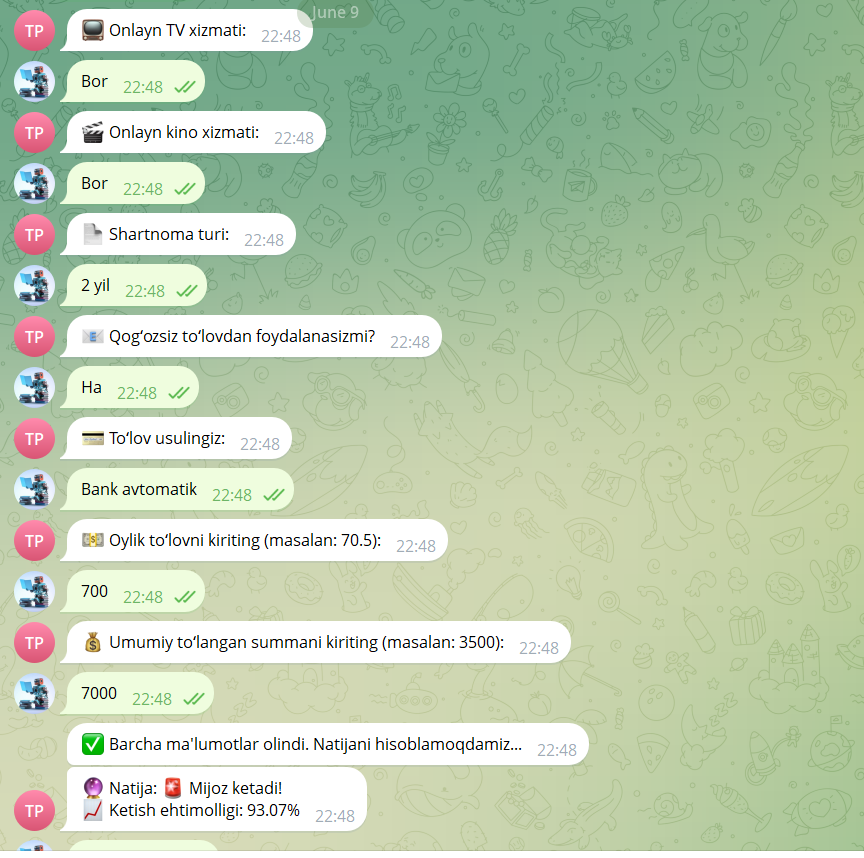 June 9
TP
Onlayn TV xizmati: 22:48
Bor 22:48
TP
Onlayn kino xizmati: 22:48
Bor 22:48
TP
Shartnoma turi: 22:48
2 yil 22:48
TP
Qog‘ozsiz to‘lovdan foydalanasizmi? 22:48
Ha 22:48
TP
To‘lov usulingiz: 22:48
Bank avtomatik 22:48
TP
Oylik to‘lovni kiriting (masalan: 70.5): 22:48
700 22:48
TP
Umumiy to‘langan summani kiriting (masalan: 3500): 22:48
7000 22:48
Barcha ma'lumotlar olindi. Natijani hisoblamoqdamiz... 22:48
Natija: Mijoz ketadi!
TP
Ketish ehtimolligi: 93.07% 22:48